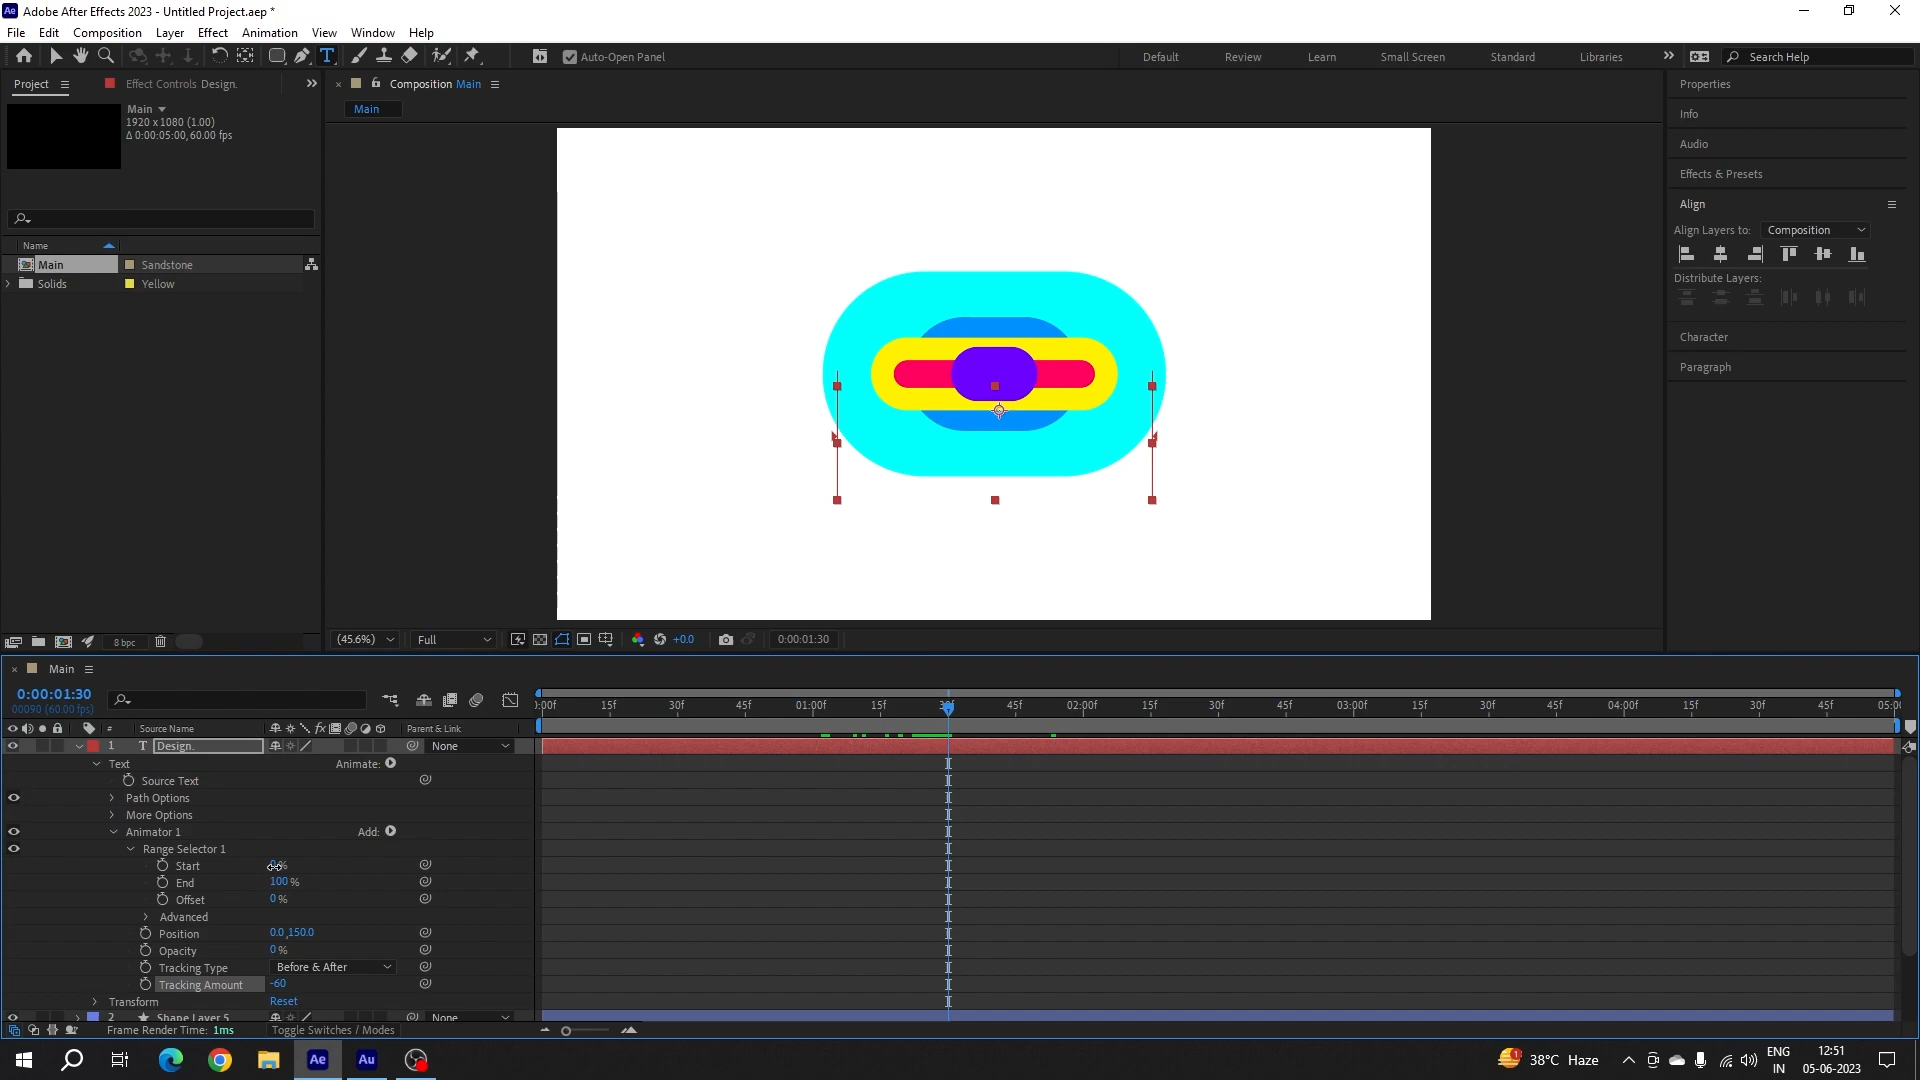 Adobe After Effects 2023 - Untitled Project.aep *
File Edit Composition Layer Effect Animation View Window Help
Auto-Open Panel
Default Review Learn Small Screen Standard Libraries
Search Help
Project
Effect Controls Design.
Main
1920 x 1080 (1.00)
Δ 0:00:05:00, 60.00 fps
Name
Main Sandstone
Solids Yellow
8 bpc
Composition Main
Main
(45.6%) Full +0.0 0:00:01:30
Properties
Info
Audio
Effects & Presets
Align
Align Layers to: Composition
Distribute Layers:
Character
Paragraph
Main
0:00:01:30
00090 (60.00 fps)
# Source Name Parent & Link
:00f 15f 30f 45f 01:00f 15f 45f 02:00f 15f 30f 45f 03:00f 15f 30f 45f 04:00f 15f 30f 45f 05:00
1 T Design. None
Text Animate:
Source Text
Path Options
More Options
Animator 1 Add:
Range Selector 1
Start %
End 100 %
Offset 0 %
Advanced
Position 0.0 ,150.0
Opacity 0 %
Tracking Type Before & After
Tracking Amount -60
Transform Reset
2 Shape Layer 5 None
Frame Render Time: 1ms Toggle Switches / Modes
38°C Haze
ENG
IN
12:51
05-06-2023